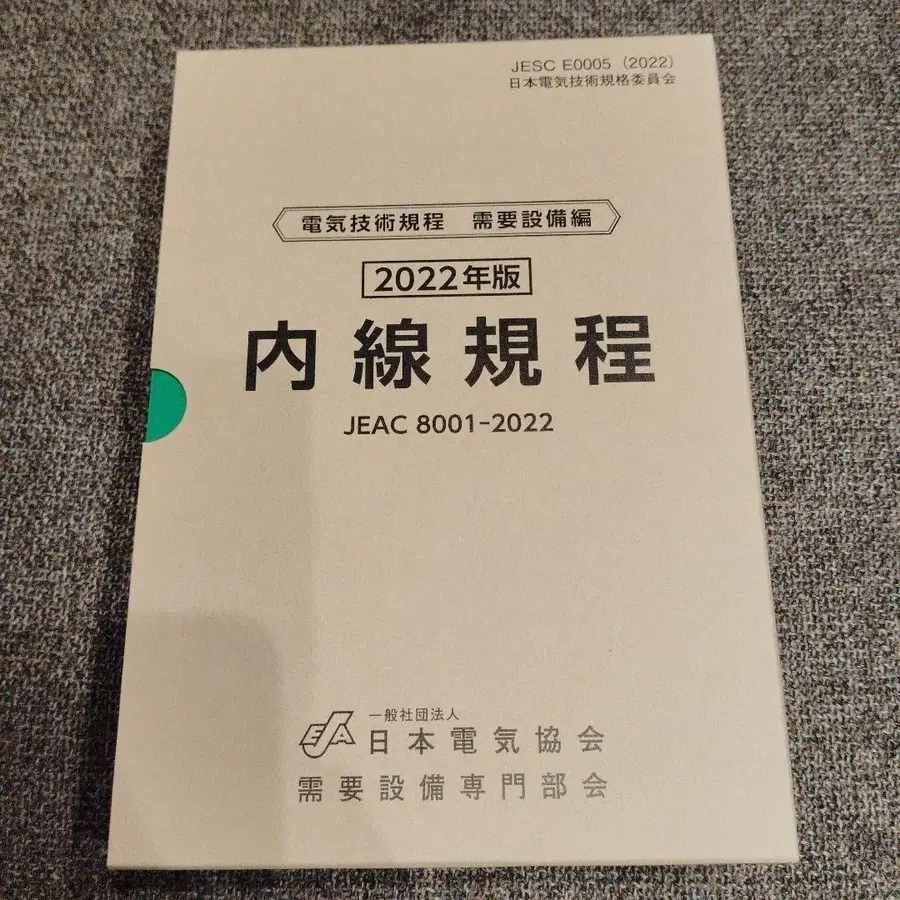 JESC E0005（2022）
日本電気技術規格委員会
電気技術規程　需要設備編
2022年版
内線規程
JEAC 8001-2022
一般社団法人
日本電気協会
需要設備専門部会